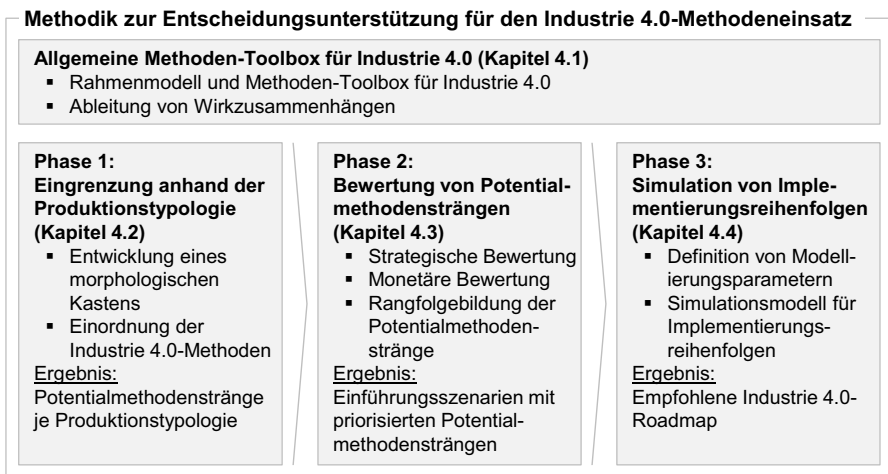 Methodik zur Entscheidungsunterstützung für den Industrie 4.0-Methodeneinsatz
Allgemeine Methoden-Toolbox für Industrie 4.0 (Kapitel 4.1)
▪ Rahmenmodell und Methoden-Toolbox für Industrie 4.0
▪ Ableitung von Wirkzusammenhängen
Phase 1:
Eingrenzung anhand der
Produktionstypologie
(Kapitel 4.2)
▪ Entwicklung eines
morphologischen
Kastens
▪ Einordnung der
Industrie 4.0-Methoden
Ergebnis:
Potentialmethodenstränge
je Produktionstypologie
Phase 2:
Bewertung von Potential-
methodensträngen
(Kapitel 4.3)
▪ Strategische Bewertung
▪ Monetäre Bewertung
▪ Rangfolgebildung der
Potentialmethoden-
stränge
Ergebnis:
Einführungsszenarien mit
priorisierten Potential-
methodensträngen
Phase 3:
Simulation von Imple-
mentierungsreihenfolgen
(Kapitel 4.4)
▪ Definition von Modell-
ierungsparametern
▪ Simulationsmodell für
Implementierungs-
reihenfolgen
Ergebnis:
Empfohlene Industrie 4.0-
Roadmap